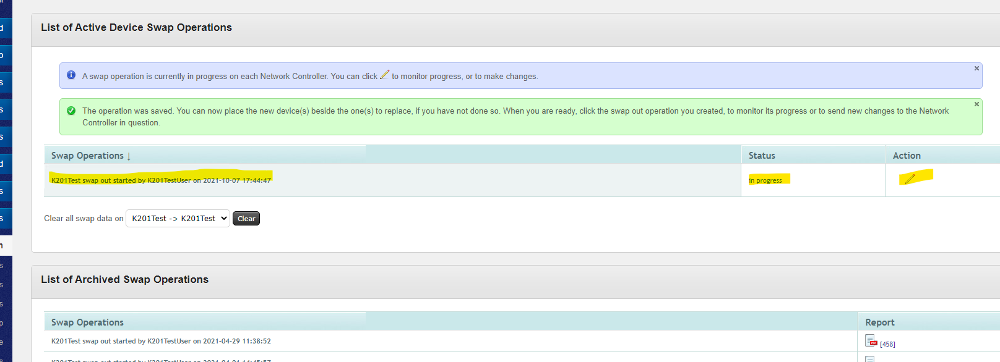 List of Active Device Swap Operations
A swap operation is currently in progress on each Network Controller. You can click to monitor progress, or to make changes.
The operation was saved. You can now place the new device(s) beside the one(s) to replace, if you have not done so. When you are ready, click the swap out operation you created, to monitor its progress or to send new changes to the Network
Controller in question.
Swap Operations ↓ Status Action
K201Test swap out started by K201TestUser on 2021-10-07 17:44:47 in progress
Clear all swap data on K201Test -> K201Test Clear
List of Archived Swap Operations
Swap Operations Report
K201Test swap out started by K201TestUser on 2021-04-29 11:38:52 [458]